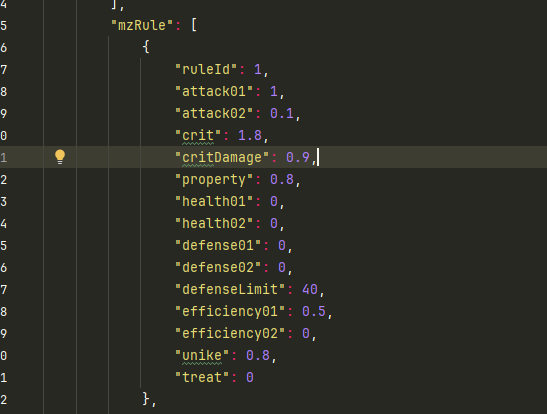 4 ],
5 "mzRule": [
6 {
7 "ruleId": 1,
8 "attack01": 1,
9 "attack02": 0.1,
0 "crit": 1.8,
1 "critDamage": 0.9,
2 "property": 0.8,
3 "health01": 0,
4 "health02": 0,
5 "defense01": 0,
6 "defense02": 0,
7 "defenseLimit": 40,
8 "efficiency01": 0.5,
9 "efficiency02": 0,
0 "unike": 0.8,
1 "treat": 0
2 },